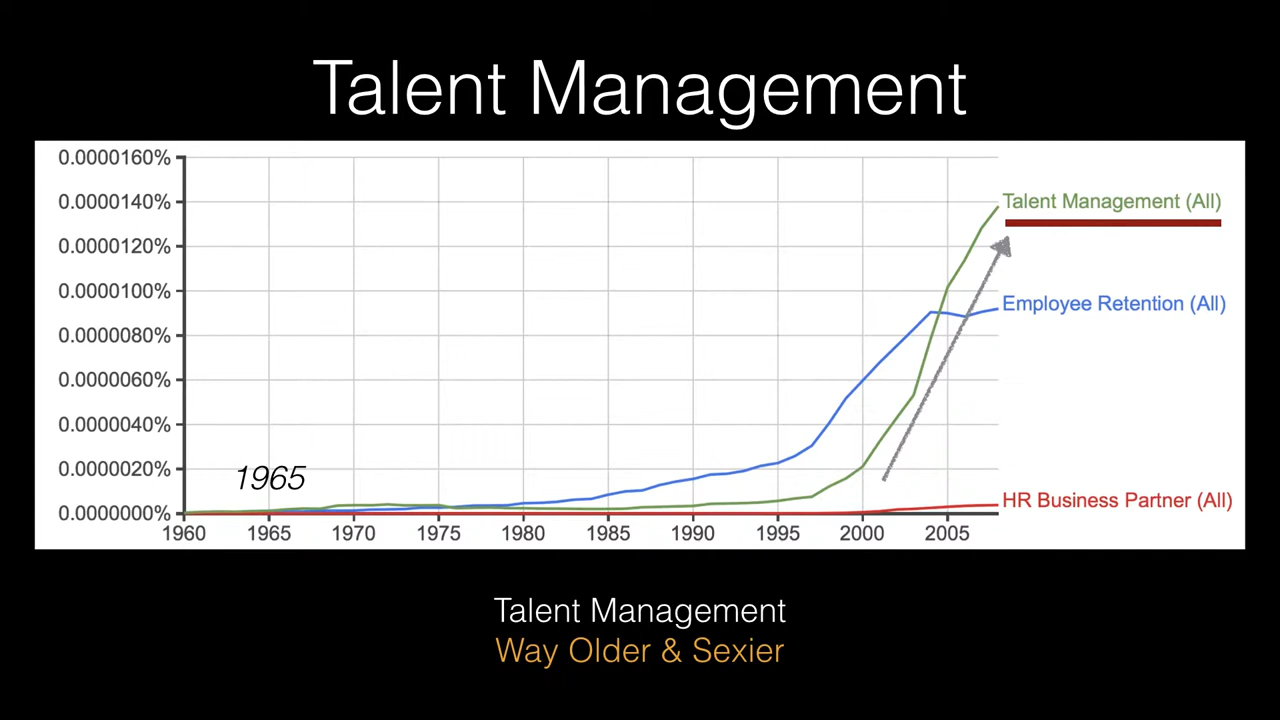 Talent Management
0.0000160%
0.0000140%
Talent Management (All)
0.0000120%
0.0000100%
Employee Retention (All)
0.0000080%
0.0000060%
0.0000040%
0.0000020%
1965
HR Business Partner (All)
0.0000000%
1960 1965 1970 1975 1980 1985 1990 1995 2000 2005
Talent Management
Way Older & Sexier